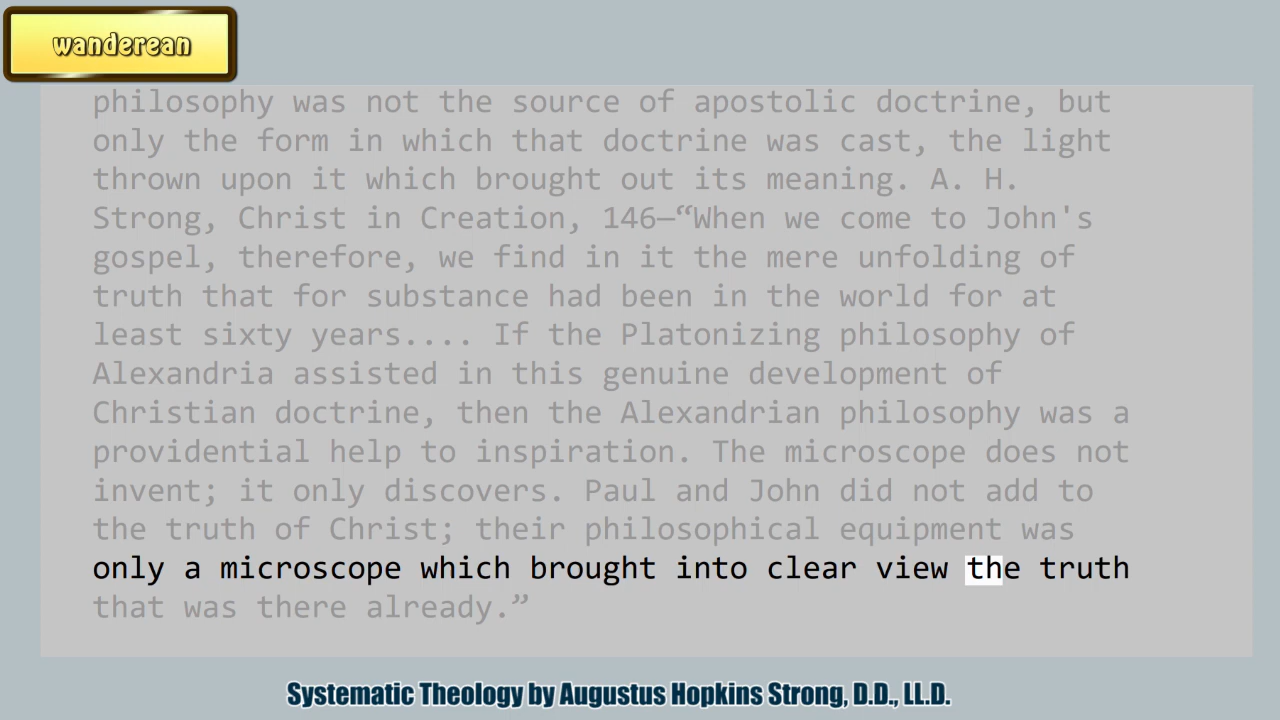 wanderean
philosophy was not the source of apostolic doctrine, but
only the form in which that doctrine was cast, the light
thrown upon it which brought out its meaning. A. H.
Strong, Christ in Creation, 146—“When we come to John's
gospel, therefore, we find in it the mere unfolding of
truth that for substance had been in the world for at
least sixty years.... If the Platonizing philosophy of
Alexandria assisted in this genuine development of
Christian doctrine, then the Alexandrian philosophy was a
providential help to inspiration. The microscope does not
invent; it only discovers. Paul and John did not add to
the truth of Christ; their philosophical equipment was
only a microscope which brought into clear view the truth
that was there already.”
Systematic Theology by Augustus Hopkins Strong, D.D., LL.D.